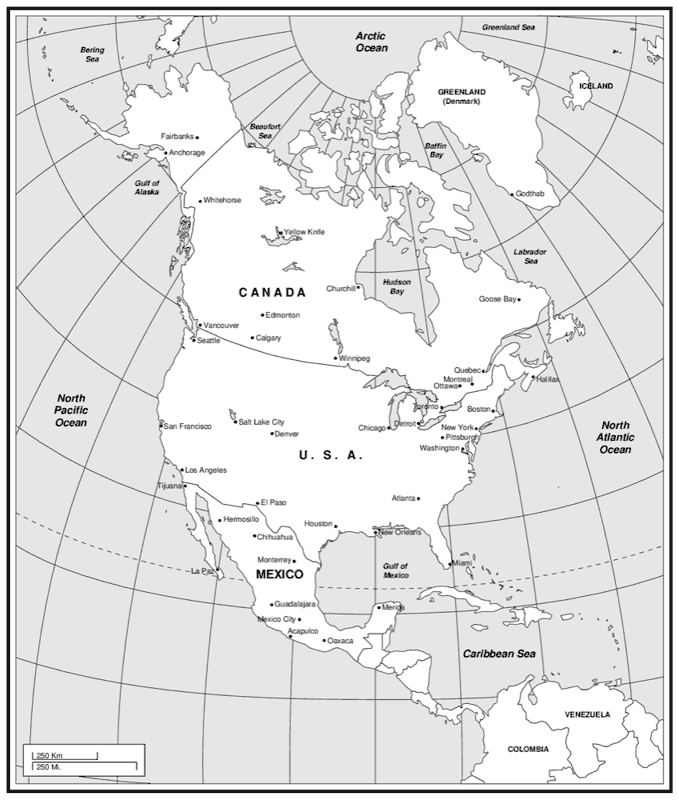 Arctic
Ocean
Greenland Sea
Bering
Sea
GREENLAND
(Denmark)
ICELAND
Beaufort
Sea
Fairbanks
Anchorage
Baffin
Bay
Gulf of
Alaska
Godthab
Whitehorse
Yellow Knife
Labrador
Sea
CANADA
Churchill
Hudson
Bay
Goose Bay
Edmonton
Vancouver
Calgary
Seattle
Winnipeg
Quebec
Montreal
Ottawa
Halifax
North
Pacific
Ocean
Toronto
Boston
San Francisco
Salt Lake City
Denver
Chicago
Detroit
New York
Pittsburgh
Washington
North
Atlantic
Ocean
U. S. A.
Los Angeles
Tijuana
El Paso
Atlanta
Hermosillo
Houston
New Orleans
Chihuahua
Monterrey
La Paz
MEXICO
Gulf of
Mexico
Miami
Guadalajara
Merida
Mexico City
Acapulco
Oaxaca
Caribbean Sea
VENEZUELA
COLOMBIA
250 Km
250 Mi.